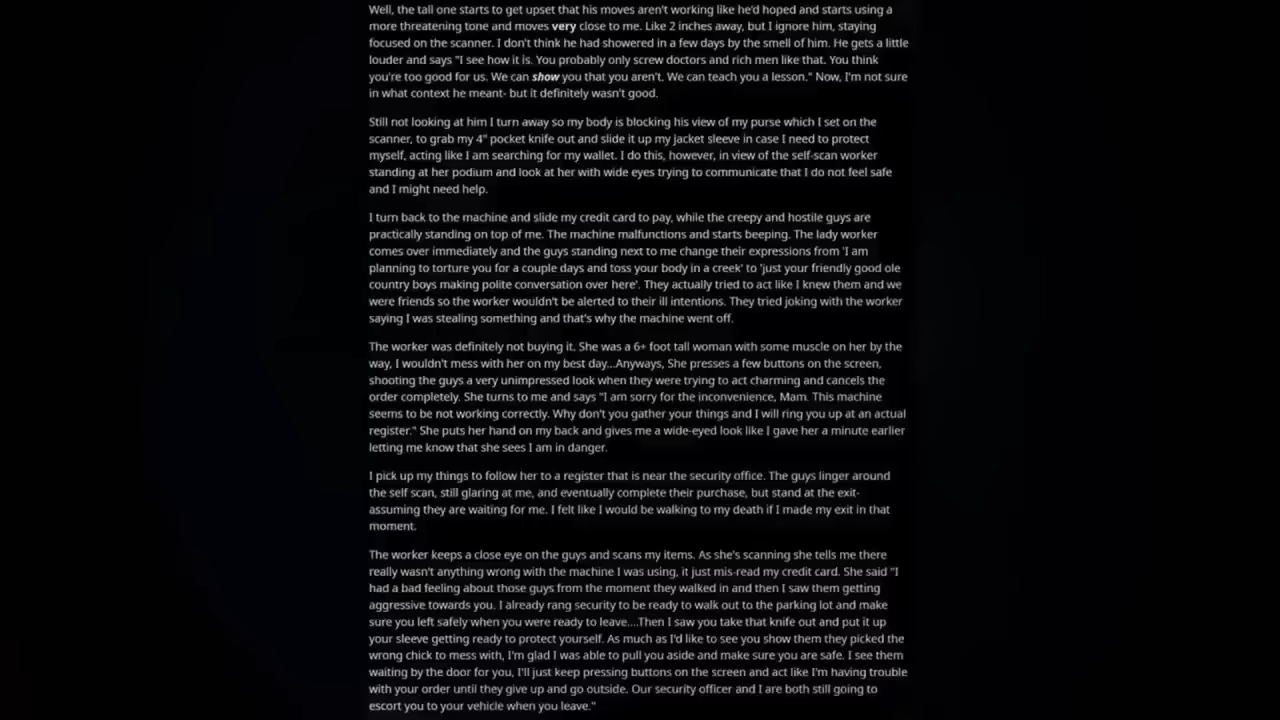 Well, the tall one starts to get upset that his moves aren't working like he'd hoped and starts using a
more threatening tone and moves very close to me. Like 2 inches away, but I ignore him, staying
focused on the scanner. I don't think he had showered in a few days by the smell of him. He gets a little
louder and says "I see how it is. You probably only screw doctors and rich men like that. You think
you're too good for us. We can show you that you aren't. We can teach you a lesson." Now, I'm not sure
in what context he meant- but it definitely wasn't good.
Still not looking at him I turn away so my body is blocking his view of my purse which I set on the
scanner, to grab my 4" pocket knife out and slide it up my jacket sleeve in case I need to protect
myself, acting like I am searching for my wallet. I do this, however, in view of the self-scan worker
standing at her podium and look at her with wide eyes trying to communicate that I do not feel safe
and I might need help.
I turn back to the machine and slide my credit card to pay, while the creepy and hostile guys are
practically standing on top of me. The machine malfunctions and starts beeping. The lady worker
comes over immediately and the guys standing next to me change their expressions from 'I am
planning to torture you for a couple days and toss your body in a creek' to 'just your friendly good ole
country boys making polite conversation over here'. They actually tried to act like I knew them and we
were friends so the worker wouldn't be alerted to their ill intentions. They tried joking with the worker
saying I was stealing something and that's why the machine went off.
The worker was definitely not buying it. She was a 6+ foot tall woman with some muscle on her by the
way, I wouldn't mess with her on my best day...Anyways, She presses a few buttons on the screen,
shooting the guys a very unimpressed look when they were trying to act charming and cancels the
order completely. She turns to me and says "I am sorry for the inconvenience, Mam. This machine
seems to be not working correctly. Why don't you gather your things and I will ring you up at an actual
register." She puts her hand on my back and gives me a wide-eyed look like I gave her a minute earlier
letting me know that she sees I am in danger.
I pick up my things to follow her to a register that is near the security office. The guys linger around
the self scan, still glaring at me, and eventually complete their purchase, but stand at the exit-
assuming they are waiting for me. I felt like I would be walking to my death if I made my exit in that
moment.
The worker keeps a close eye on the guys and scans my items. As she's scanning she tells me there
really wasn't anything wrong with the machine I was using, it just mis-read my credit card. She said "I
had a bad feeling about those guys from the moment they walked in and then I saw them getting
aggressive towards you. I already rang security to be ready to walk out to the parking lot and make
sure you left safely when you were ready to leave....Then I saw you take that knife out and put it up
your sleeve getting ready to protect yourself. As much as I'd like to see you show them they picked the
wrong chick to mess with, I'm glad I was able to pull you aside and make sure you are safe. I see them
waiting by the door for you, I'll just keep pressing buttons on the screen and act like I'm having trouble
with your order until they give up and go outside. Our security officer and I are both still going to
escort you to your vehicle when you leave."